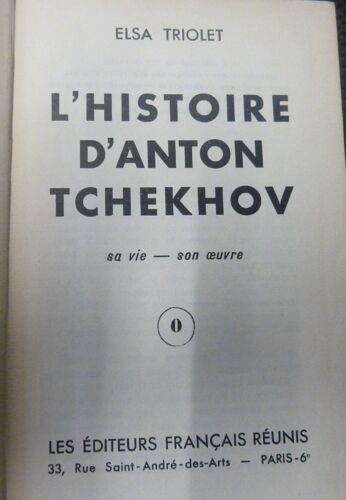 ELSA TRIOLET
L'HISTOIRE
D'ANTON
TCHEKHOV
sa vie — son œuvre
0
LES ÉDITEURS FRANÇAIS RÉUNIS
33, Rue Saint-André-des-Arts — PARIS-6e